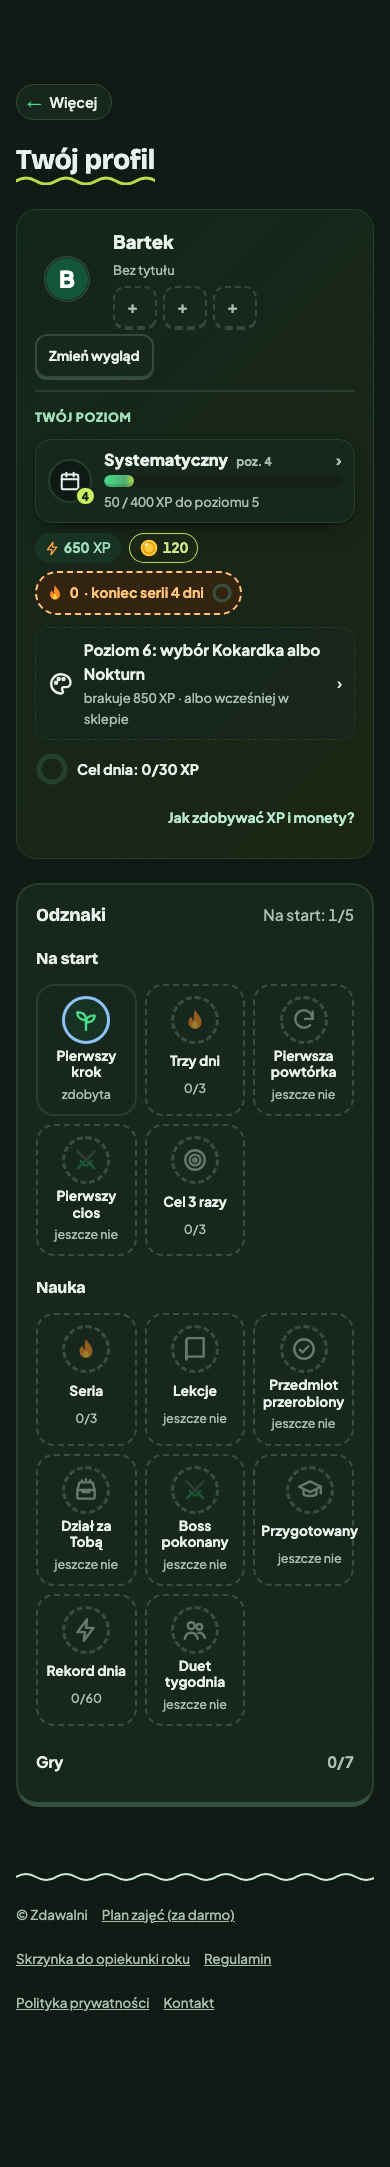 ← Więcej
Twój profil
B
Bartek
Bez tytułu
+ + +
Zmień wygląd
TWÓJ POZIOM
Systematyczny poz. 4 ›
4
50 / 400 XP do poziomu 5
650 XP 120
0 · koniec serii 4 dni
Poziom 6: wybór Kokardka albo
Nokturn
›
brakuje 850 XP · albo wcześniej w
sklepie
Cel dnia: 0/30 XP
Jak zdobywać XP i monety?
Odznaki Na start: 1/5
Na start
Pierwszy
krok
zdobyta
Trzy dni
0/3
Pierwsza
powtórka
jeszcze nie
Pierwszy
cios
jeszcze nie
Cel 3 razy
0/3
Nauka
Seria
0/3
Lekcje
jeszcze nie
Przedmiot
przerobiony
jeszcze nie
Dział za
Tobą
jeszcze nie
Boss
pokonany
jeszcze nie
Przygotowany
jeszcze nie
Rekord dnia
0/60
Duet
tygodnia
jeszcze nie
Gry 0/7
© Zdawalni Plan zajęć (za darmo)
Skrzynka do opiekunki roku Regulamin
Polityka prywatności Kontakt